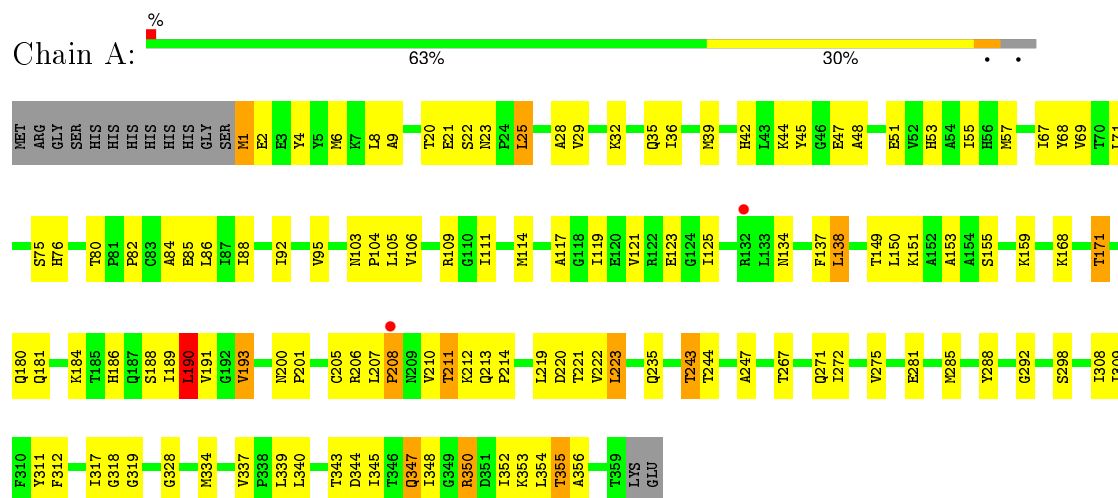 %
Chain A: 63% 30% • •
MET ARG GLY SER HIS HIS HIS HIS HIS HIS GLY SER M1 E2 E3 Y4 Y5 M6 K7 L8 A9 T20 E21 S22 N23 P24 L25 A28 V29 K32 Q35 I36 M39 H42 L43 K44 Y45 G46 E47 A48 E51 V52 H53 A54 I55 H56 M57 I67 Y68 V69 T70 L71
S75 H76 T80 P81 P82 C83 A84 E85 L86 I87 I88 I92 V95 N103 P104 L105 V106 R109 G110 I111 M114 A117 G118 I119 E120 V121 R122 E123 G124 I125 R132 L133 N134 F137 L138 T149 L150 K151 A152 A153 A154 S155 K159 K168 T171
Q180 Q181 K184 T185 H186 Q187 S188 I189 L190 V191 G192 V193 N200 P201 C205 R206 L207 P208 N209 V210 T211 K212 Q213 P214 L219 D220 T221 V222 L223 Q235 T243 T244 A247 T267 Q271 I272 V275 E281 M285 Y288 G292 S298 I308 I309
F310 Y311 F312 I317 G318 G319 G328 M334 V337 P338 L339 L340 T343 D344 I345 T346 Q347 I348 G349 R350 D351 I352 K353 L354 T355 A356 T359 LYS GLU